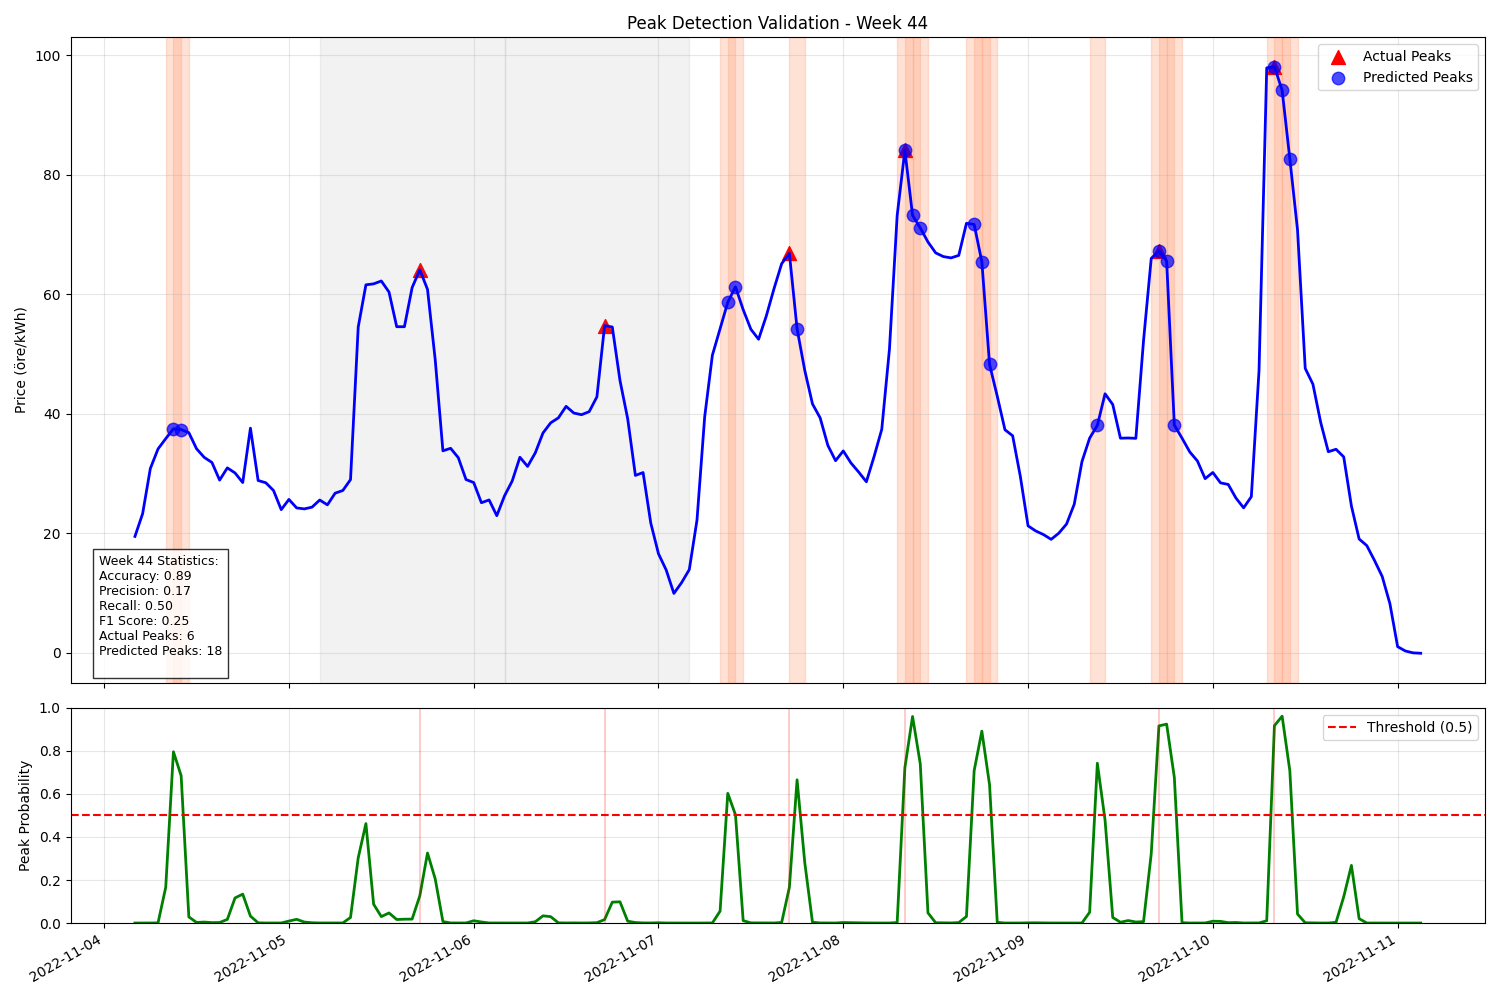 Peak Detection Validation - Week 44
Price (öre/kWh)
100
80
60
40
20
0
Actual Peaks
Predicted Peaks
Week 44 Statistics:
Accuracy: 0.89
Precision: 0.17
Recall: 0.50
F1 Score: 0.25
Actual Peaks: 6
Predicted Peaks: 18
Peak Probability
1.0
0.8
0.6
0.4
0.2
0.0
Threshold (0.5)
2022-11-04
2022-11-05
2022-11-06
2022-11-07
2022-11-08
2022-11-09
2022-11-10
2022-11-11